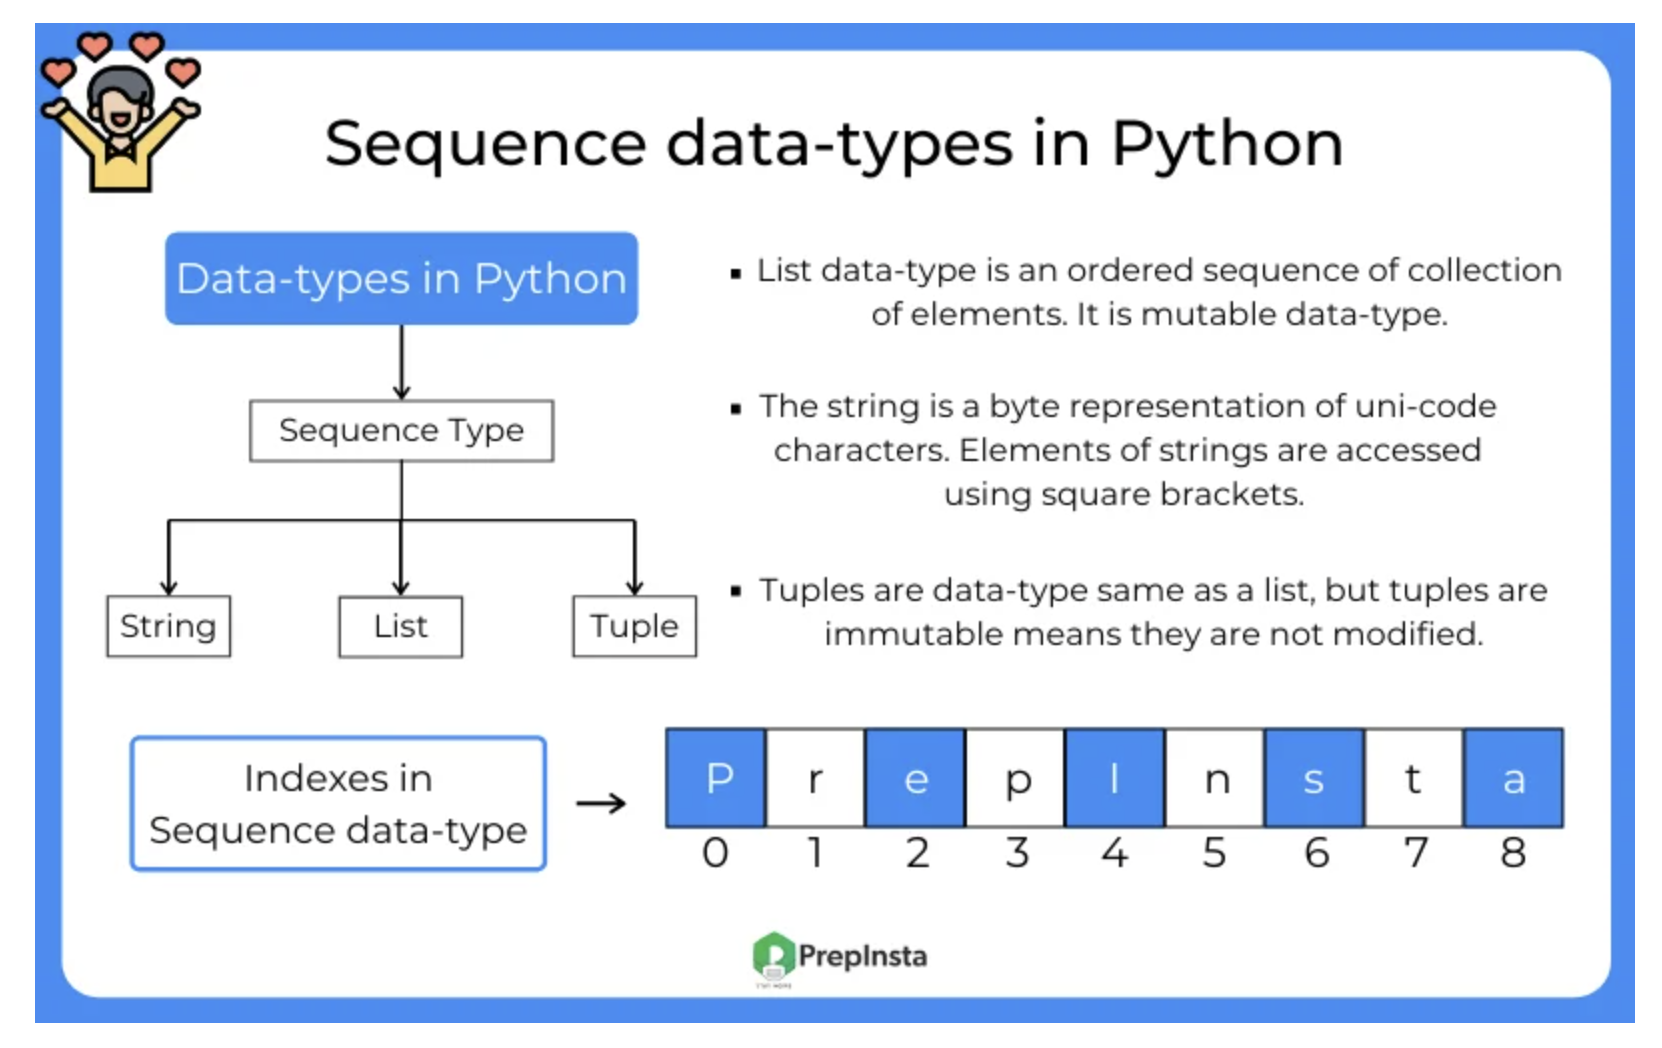 Sequence data-types in Python
Data-types in Python
Sequence Type
String
List
Tuple
▪ List data-type is an ordered sequence of collection
of elements. It is mutable data-type.
▪ The string is a byte representation of uni-code
characters. Elements of strings are accessed
using square brackets.
▪ Tuples are data-type same as a list, but tuples are
immutable means they are not modified.
Indexes in
Sequence data-type
P r e p I n s t a
0 1 2 3 4 5 6 7 8
PrepInsta